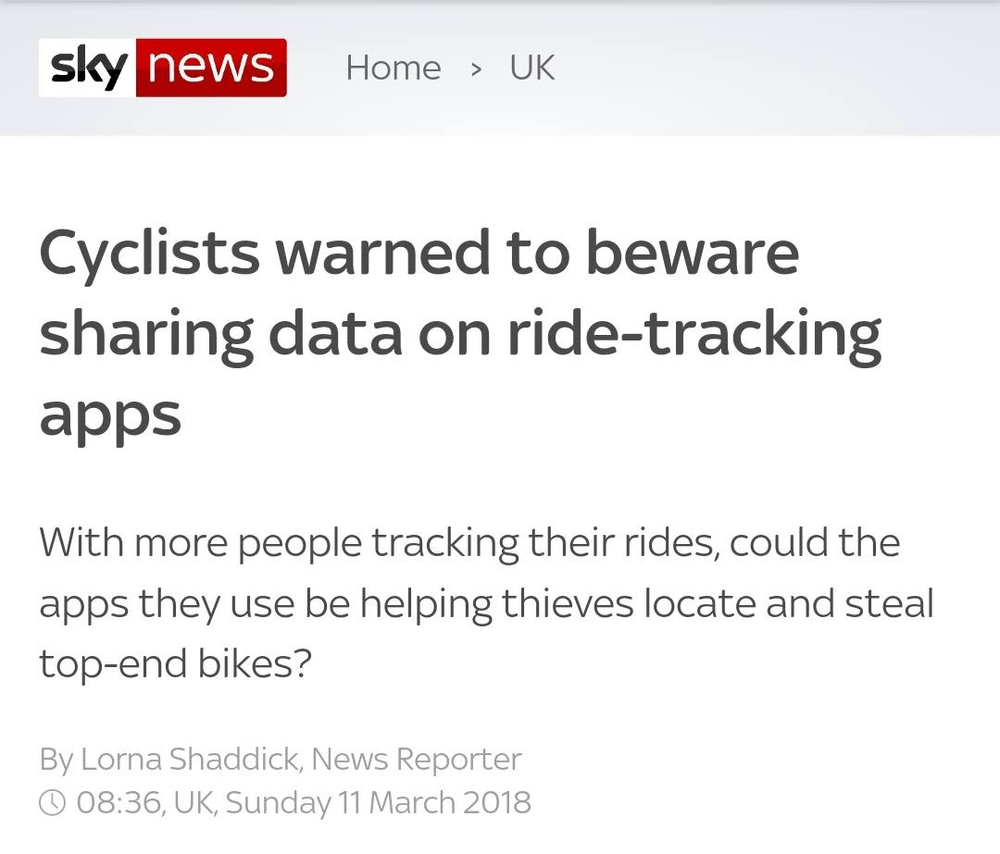 sky news Home > UK
Cyclists warned to beware
sharing data on ride-tracking
apps
With more people tracking their rides, could the
apps they use be helping thieves locate and steal
top-end bikes?
By Lorna Shaddick, News Reporter
08:36, UK, Sunday 11 March 2018